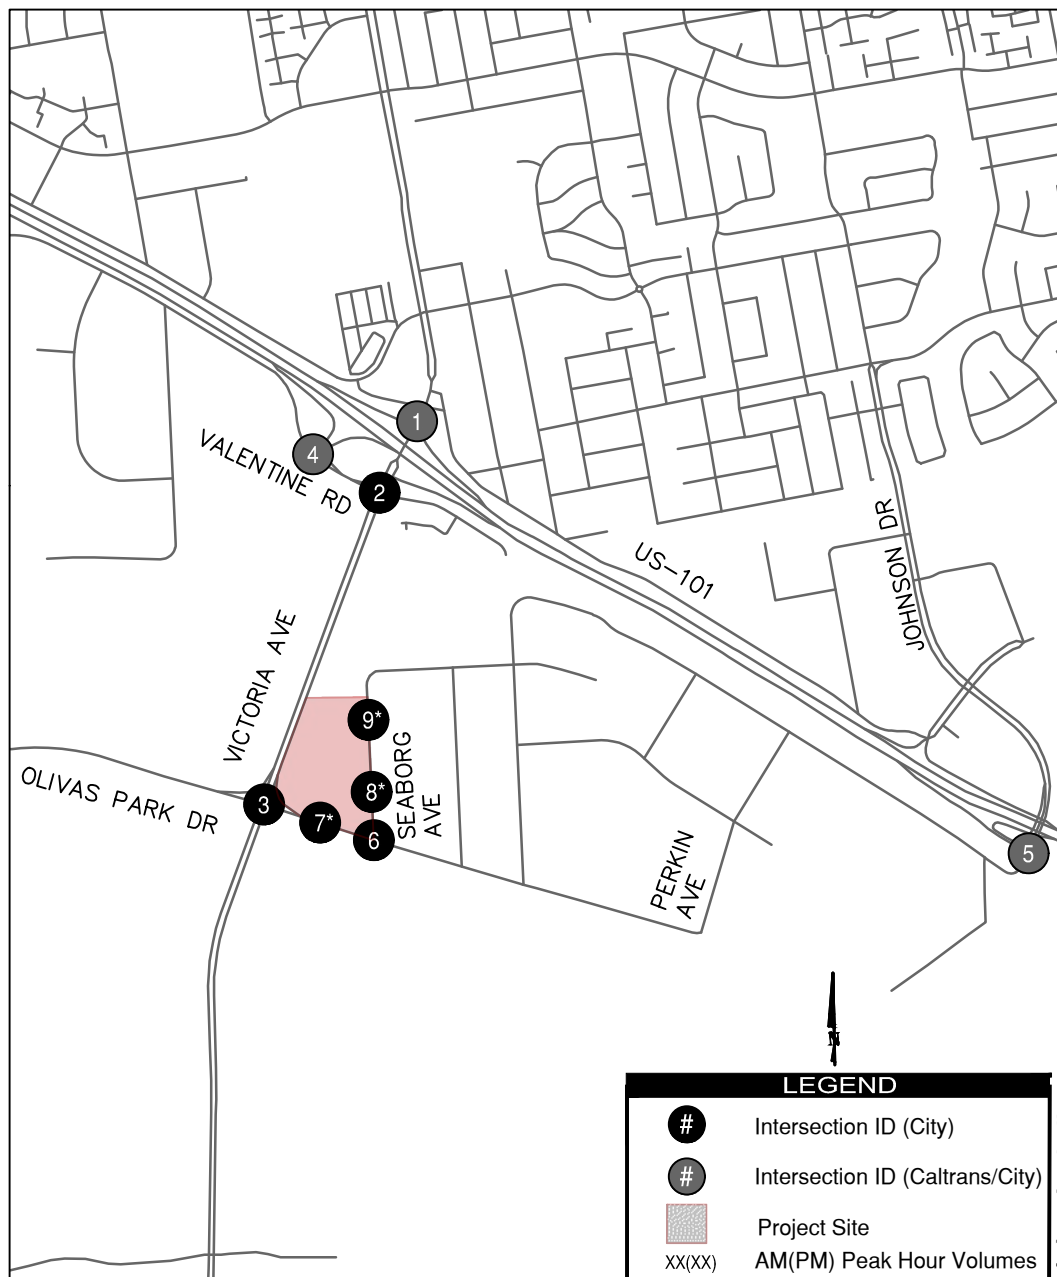 1
4
VALENTINE RD
2
US-101
JOHNSON DR
VICTORIA AVE
9*
SEABORG
AVE
8*
OLIVAS PARK DR
3
7*
6
PERKIN
AVE
5
N
LEGEND
# Intersection ID (City)
# Intersection ID (Caltrans/City)
Project Site
XX(XX) AM(PM) Peak Hour Volumes